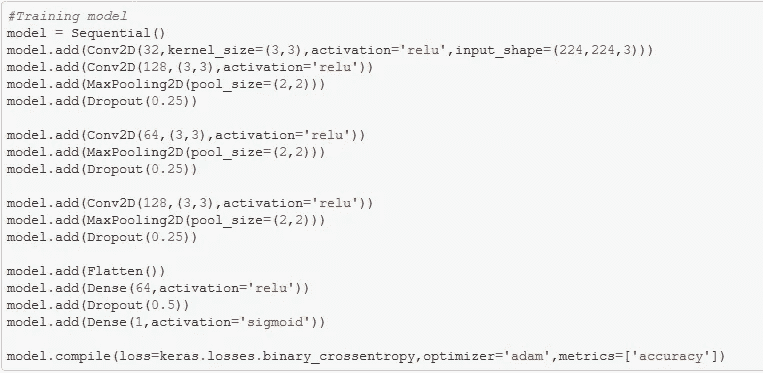 #Training model
model = Sequential()
model.add(Conv2D(32,kernel_size=(3,3),activation='relu',input_shape=(224,224,3)))
model.add(Conv2D(128,(3,3),activation='relu'))
model.add(MaxPooling2D(pool_size=(2,2)))
model.add(Dropout(0.25))

model.add(Conv2D(64,(3,3),activation='relu'))
model.add(MaxPooling2D(pool_size=(2,2)))
model.add(Dropout(0.25))

model.add(Conv2D(128,(3,3),activation='relu'))
model.add(MaxPooling2D(pool_size=(2,2)))
model.add(Dropout(0.25))

model.add(Flatten())
model.add(Dense(64,activation='relu'))
model.add(Dropout(0.5))
model.add(Dense(1,activation='sigmoid'))

model.compile(loss=keras.losses.binary_crossentropy,optimizer='adam',metrics=['accuracy'])